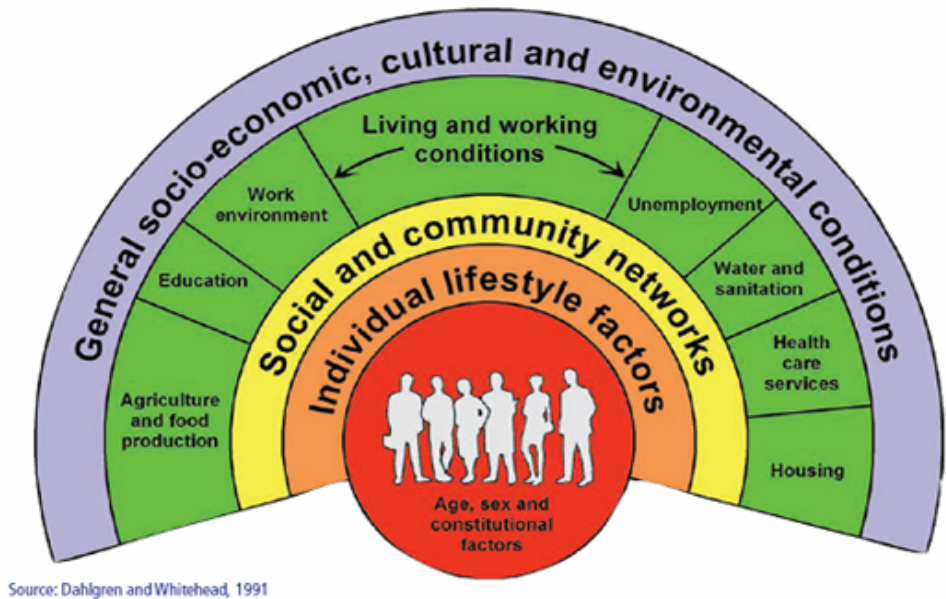 General socio-economic, cultural and environmental conditions
Living and working
conditions
Work
environment
Unemployment
Education
Water and
sanitation
Agriculture
and food
production
Health
care
services
Housing
Social and community networks
Individual lifestyle factors
Age, sex and
constitutional
factors
Source: Dahlgren and Whitehead, 1991